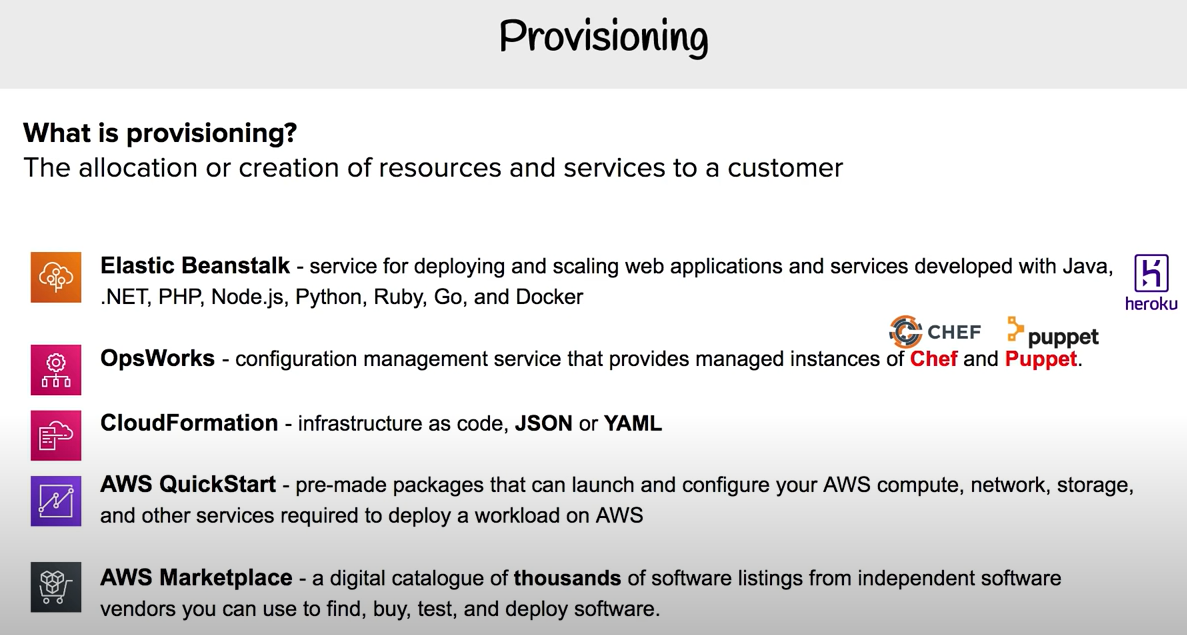 Provisioning
What is provisioning?
The allocation or creation of resources and services to a customer
Elastic Beanstalk - service for deploying and scaling web applications and services developed with Java,
.NET, PHP, Node.js, Python, Ruby, Go, and Docker
heroku
CHEF puppet
OpsWorks - configuration management service that provides managed instances of Chef and Puppet.
CloudFormation - infrastructure as code, JSON or YAML
AWS QuickStart - pre-made packages that can launch and configure your AWS compute, network, storage,
and other services required to deploy a workload on AWS
AWS Marketplace - a digital catalogue of thousands of software listings from independent software
vendors you can use to find, buy, test, and deploy software.